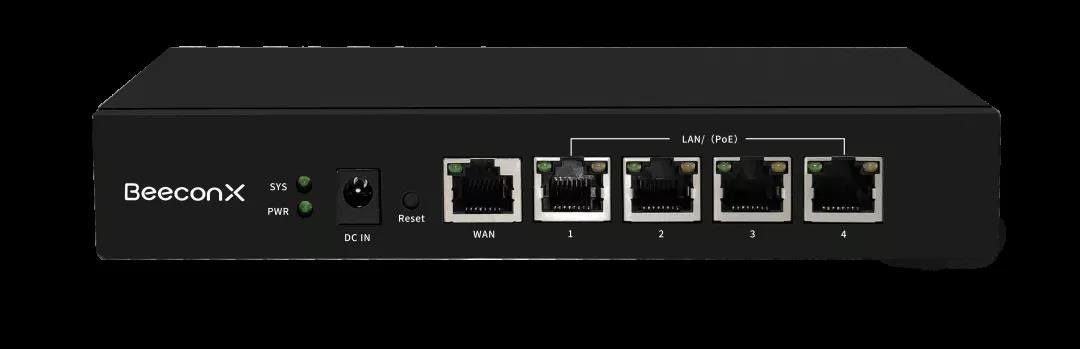 BeeconX
SYS
PWR
DC IN
Reset
WAN
LAN/（PoE）
1
2
3
4